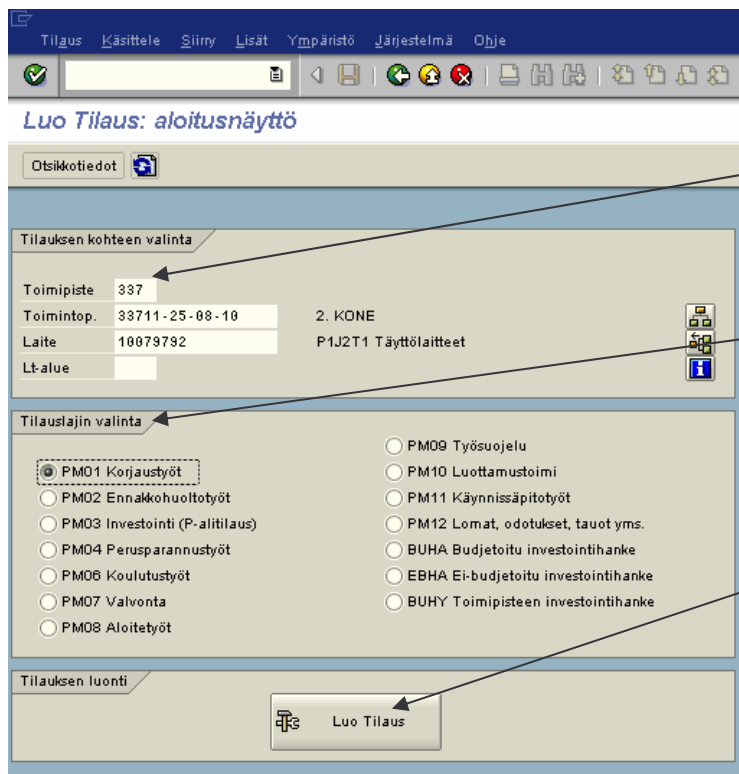 Tilaus Käsittele Siirry Lisät Ympäristö Järjestelmä Ohje
Luo Tilaus: aloitusnäyttö
Otsikkotiedot
Tilauksen kohteen valinta
Toimipiste 337
Toimintop. 33711-25-08-10 2. KONE
Laite 10079792 P1J2T1 Täyttölaitteet
Lt-alue
Tilauslajin valinta
PM01 Korjaustyöt
PM02 Ennakkohuoltotyöt
PM03 Investointi (P-alitilaus)
PM04 Perusparannustyöt
PM06 Koulutustyöt
PM07 Valvonta
PM08 Aloitetyöt
PM09 Työsuojelu
PM10 Luottamustoimi
PM11 Käynnissäpitotyöt
PM12 Lomat, odotukset, tauot yms.
BUHA Budjetoitu investointihanke
EBHA Ei-budjetoitu investointihanke
BUHY Toimipisteen investointihanke
Tilauksen luonti
Luo Tilaus